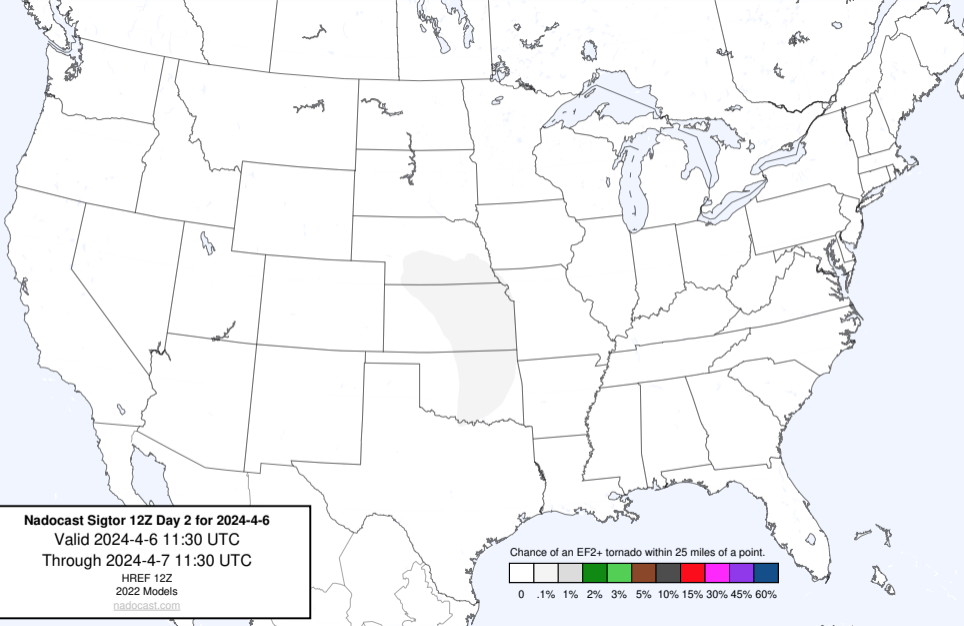 Nadocast Sigtor 12Z Day 2 for 2024-4-6
Valid 2024-4-6 11:30 UTC
Through 2024-4-7 11:30 UTC
HREF 12Z
2022 Models
nadocast.com
Chance of an EF2+ tornado within 25 miles of a point.
0 .1% 1% 2% 3% 5% 10% 15% 30% 45% 60%